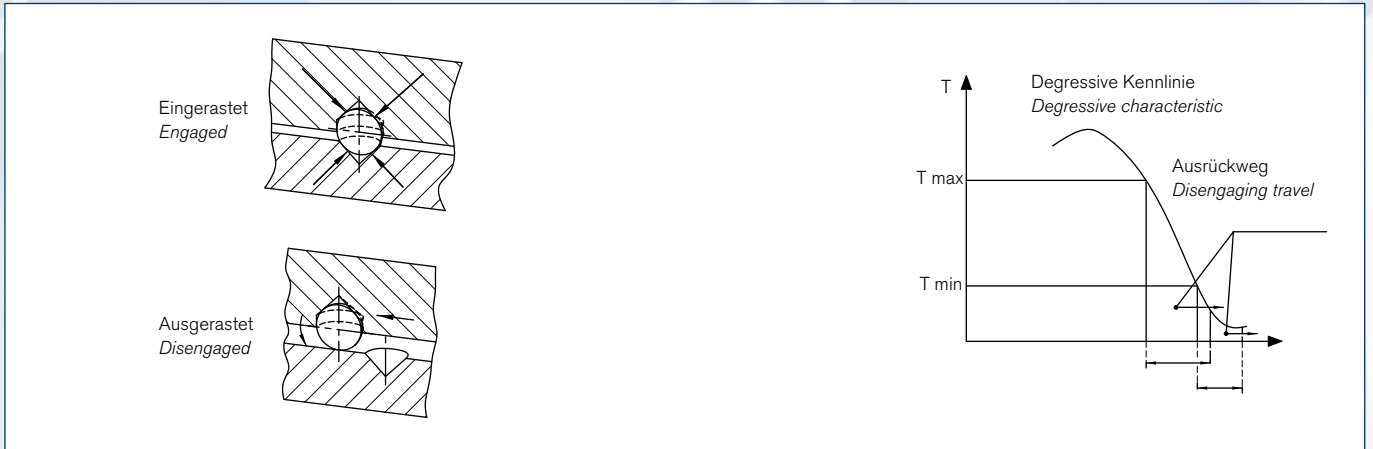 Eingerastet
Engaged
Ausgerastet
Disengaged
T
Degressive Kennlinie
Degressive characteristic
Ausrückweg
Disengaging travel
T max
T min